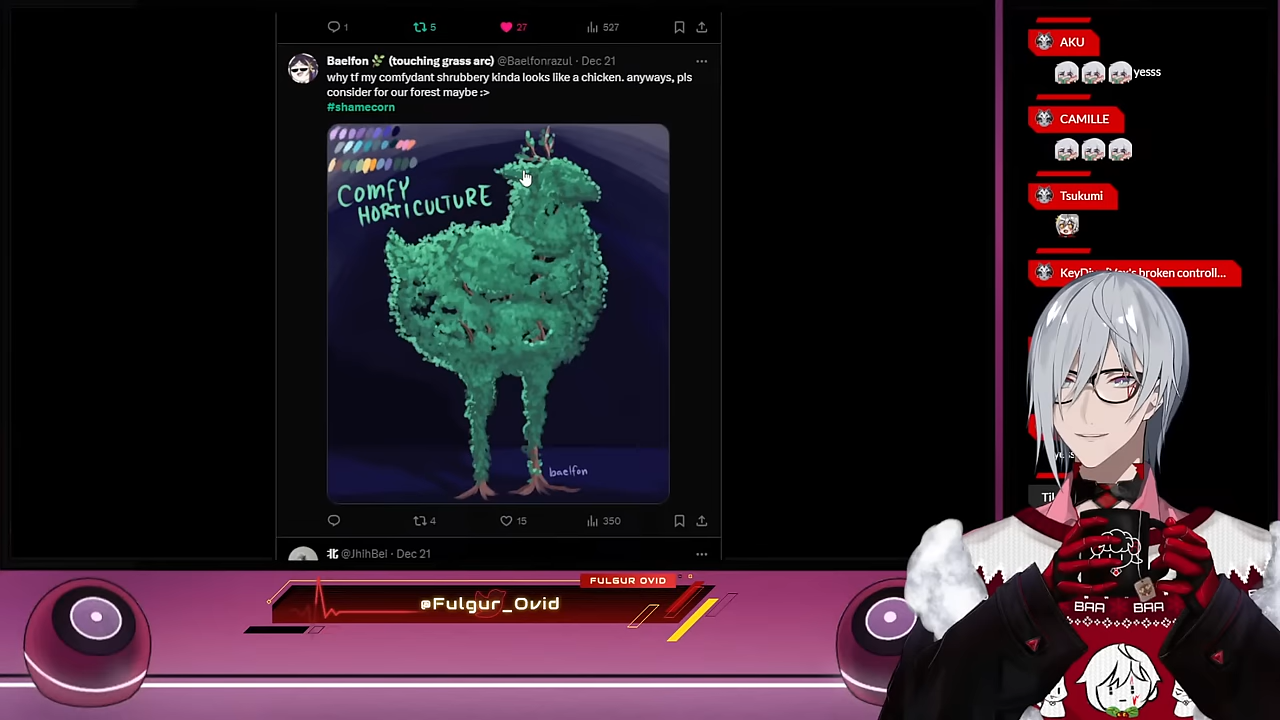 1 5 27 527
Baelfon 🌿 (touching grass arc) @Baelfonrazul · Dec 21
why tf my comfydant shrubbery kinda looks like a chicken. anyways, pls
consider for our forest maybe :>
#shamecorn
COMFY
HORTICULTURE
baelfon
4 15 350
北 @JhihBei · Dec 21
AKU
yesss
CAMILLE
Tsukumi
broken controll...
FULGUR OVID
@Fulgur_Ovid
BAA BAA